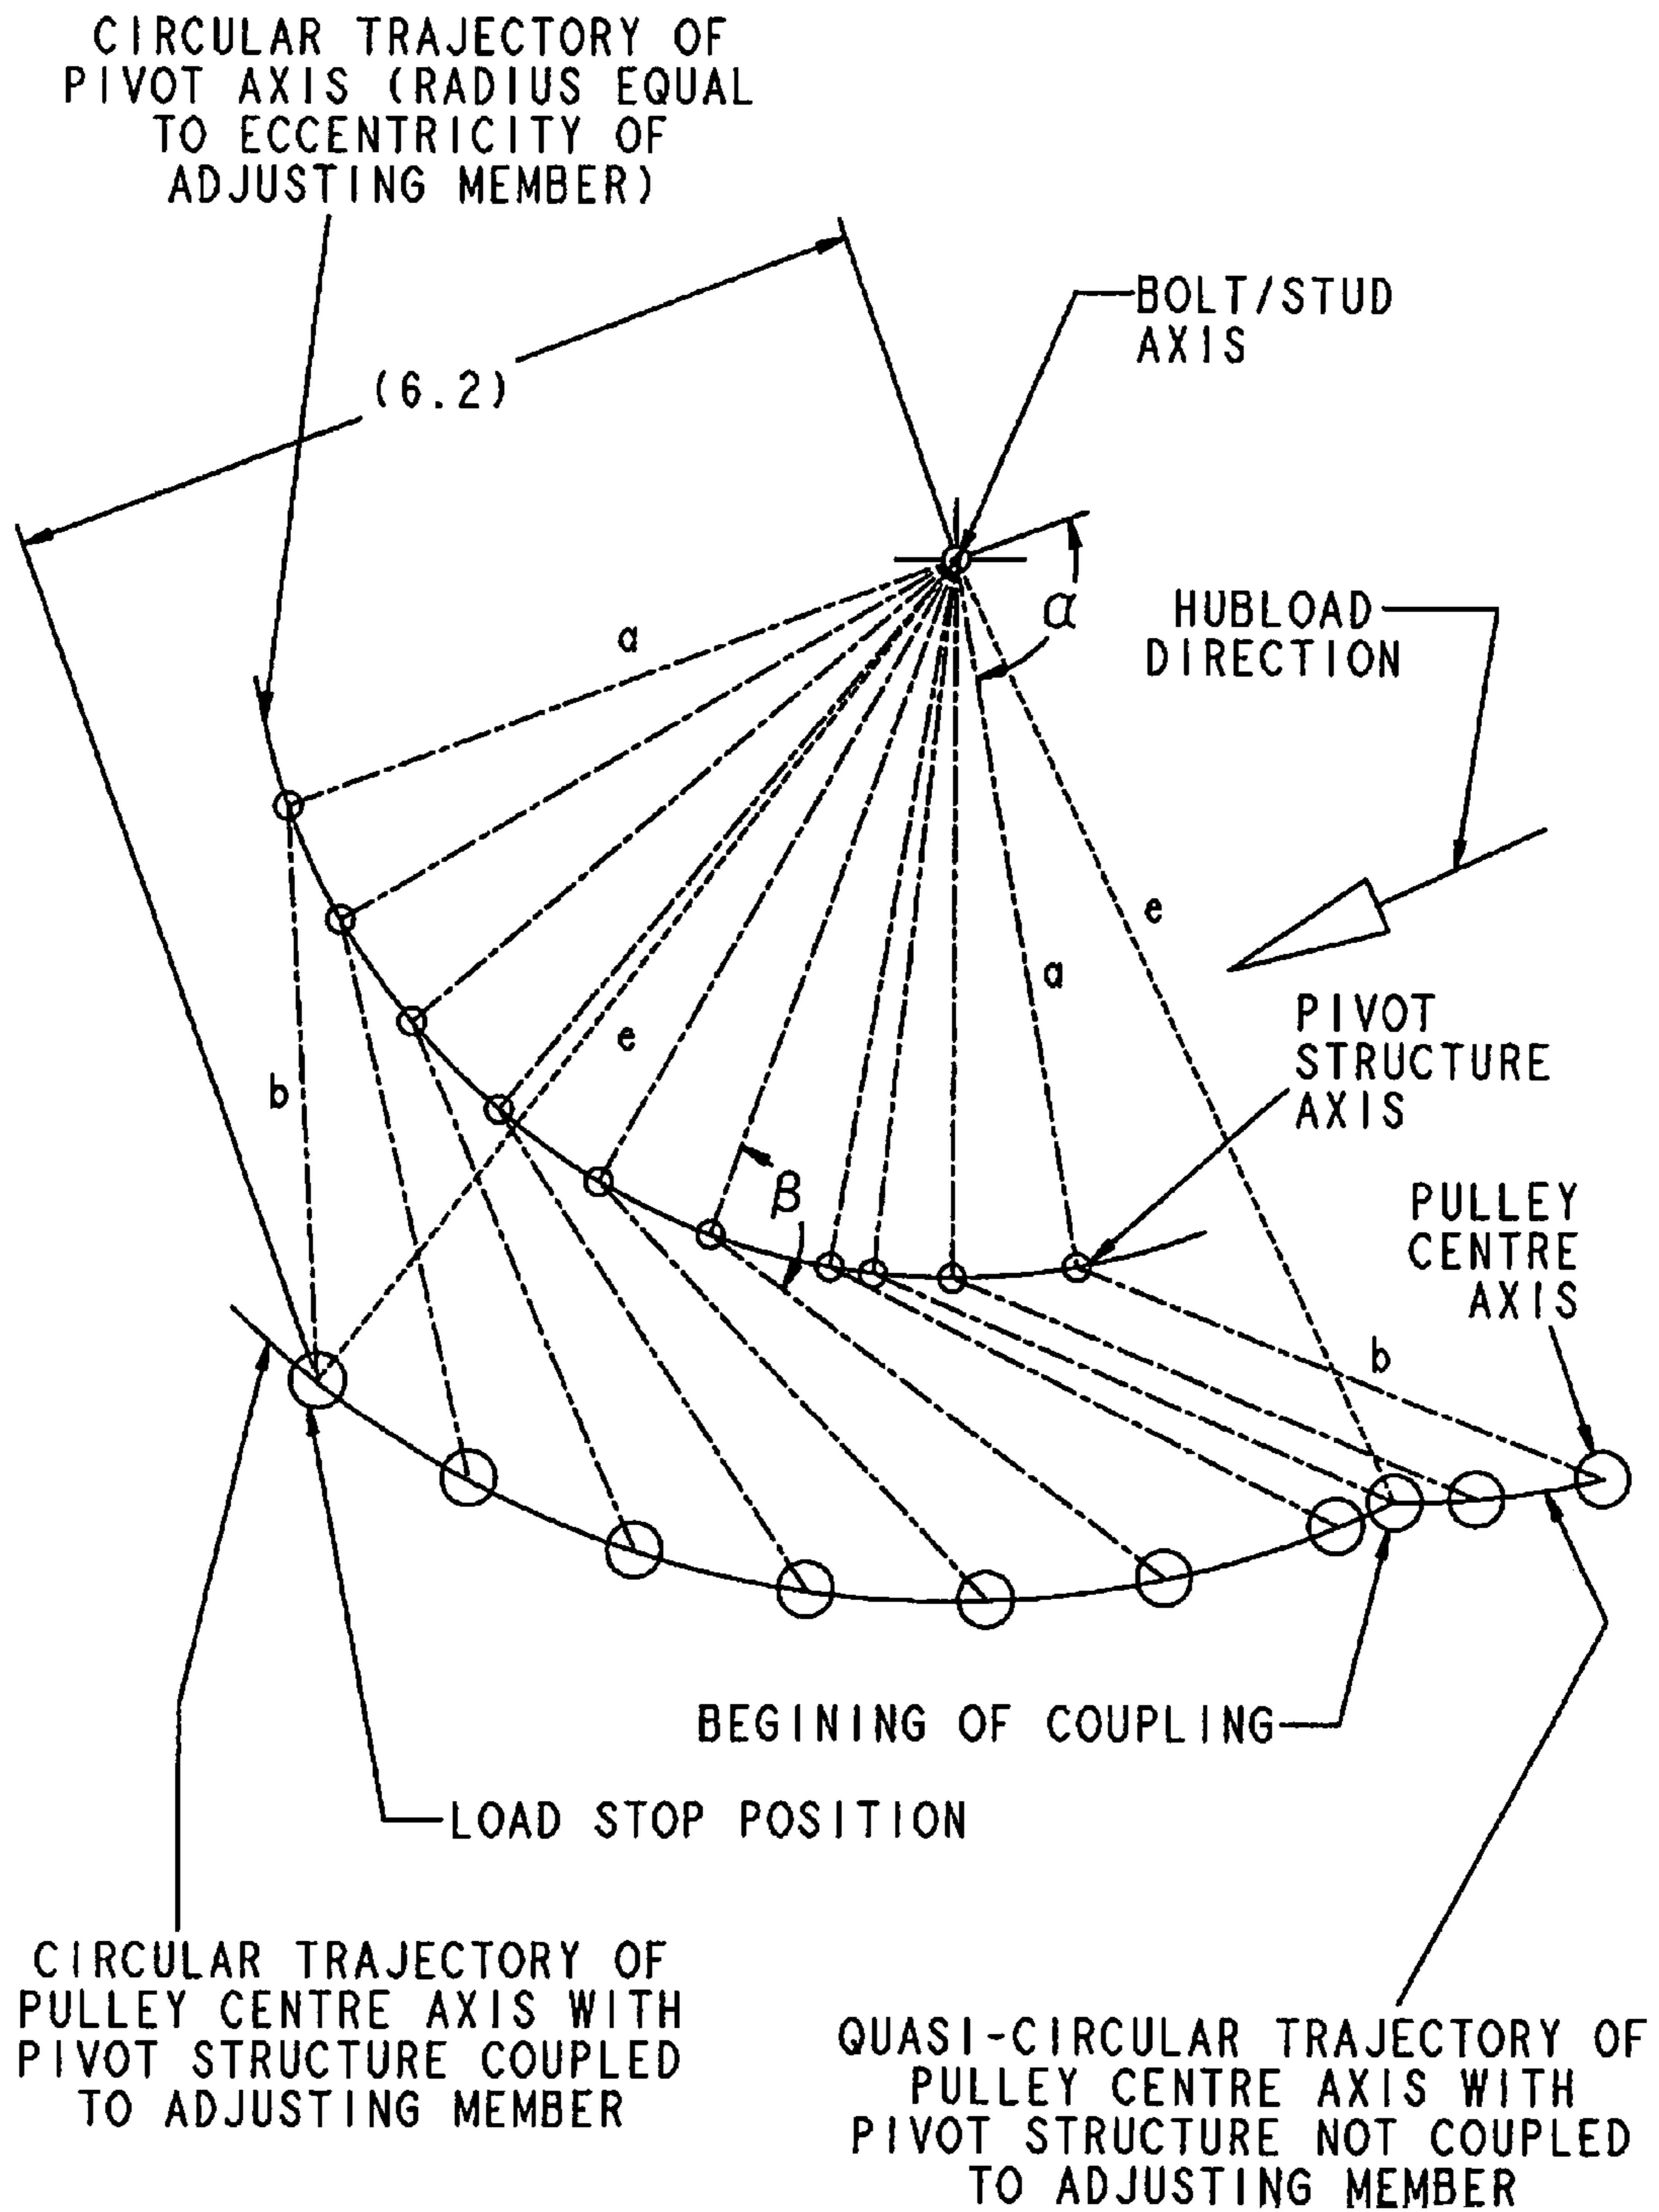 CIRCULAR TRAJECTORY OF
PIVOT AXIS (RADIUS EQUAL
TO ECCENTRICITY OF
ADJUSTING MEMBER)
(6.2)
BOLT/STUD
AXIS
α
HUBLOAD
DIRECTION
a
e
a
e
b
PIVOT
STRUCTURE
AXIS
β
PULLEY
CENTRE
AXIS
b
BEGINING OF COUPLING
LOAD STOP POSITION
CIRCULAR TRAJECTORY OF
PULLEY CENTRE AXIS WITH
PIVOT STRUCTURE COUPLED
TO ADJUSTING MEMBER
QUASI-CIRCULAR TRAJECTORY OF
PULLEY CENTRE AXIS WITH
PIVOT STRUCTURE NOT COUPLED
TO ADJUSTING MEMBER